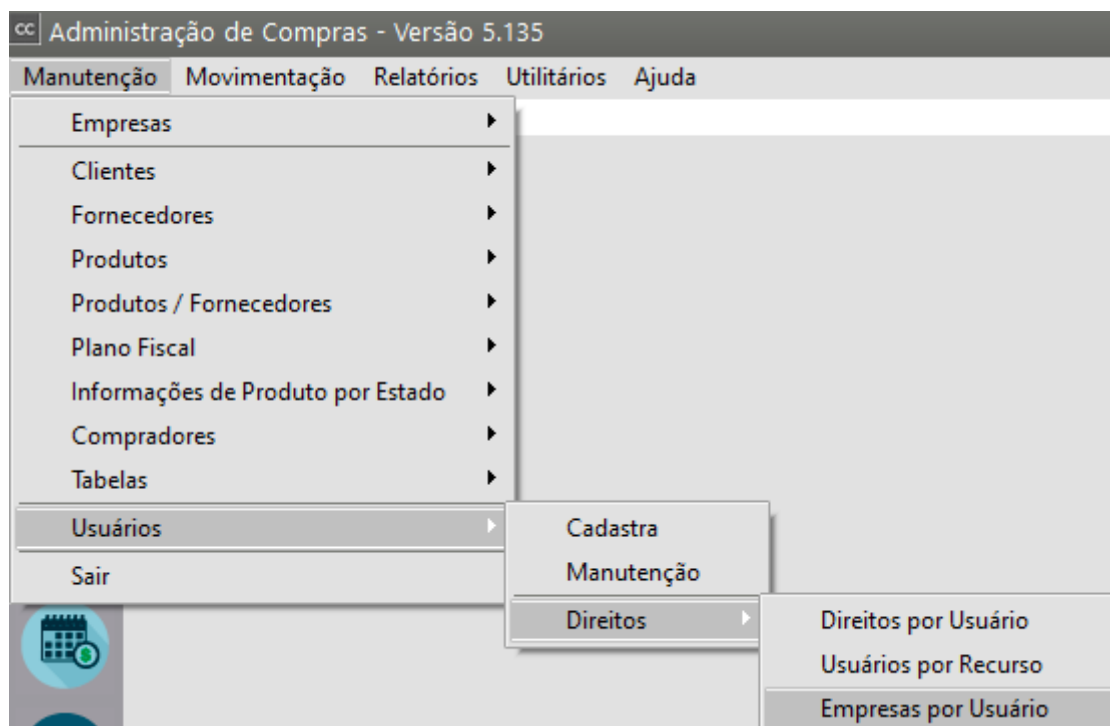 cc Administração de Compras - Versão 5.135
Manutenção Movimentação Relatórios Utilitários Ajuda
Empresas
Clientes
Fornecedores
Produtos
Produtos / Fornecedores
Plano Fiscal
Informações de Produto por Estado
Compradores
Tabelas
Usuários
Sair
Cadastra
Manutenção
Direitos
Direitos por Usuário
Usuários por Recurso
Empresas por Usuário